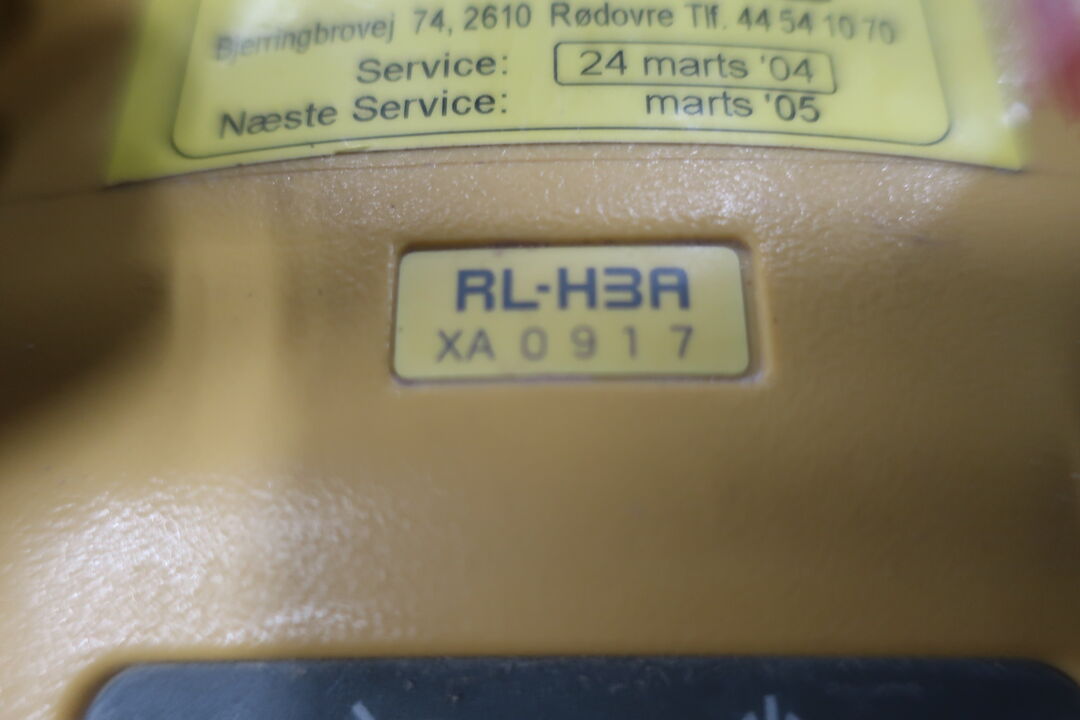 Bjerringbrovej 74, 2610 Rødovre Tlf. 44 54 10 70
Service: 24 marts '04
Næste Service: marts '05
RL-H3A
XA 0917